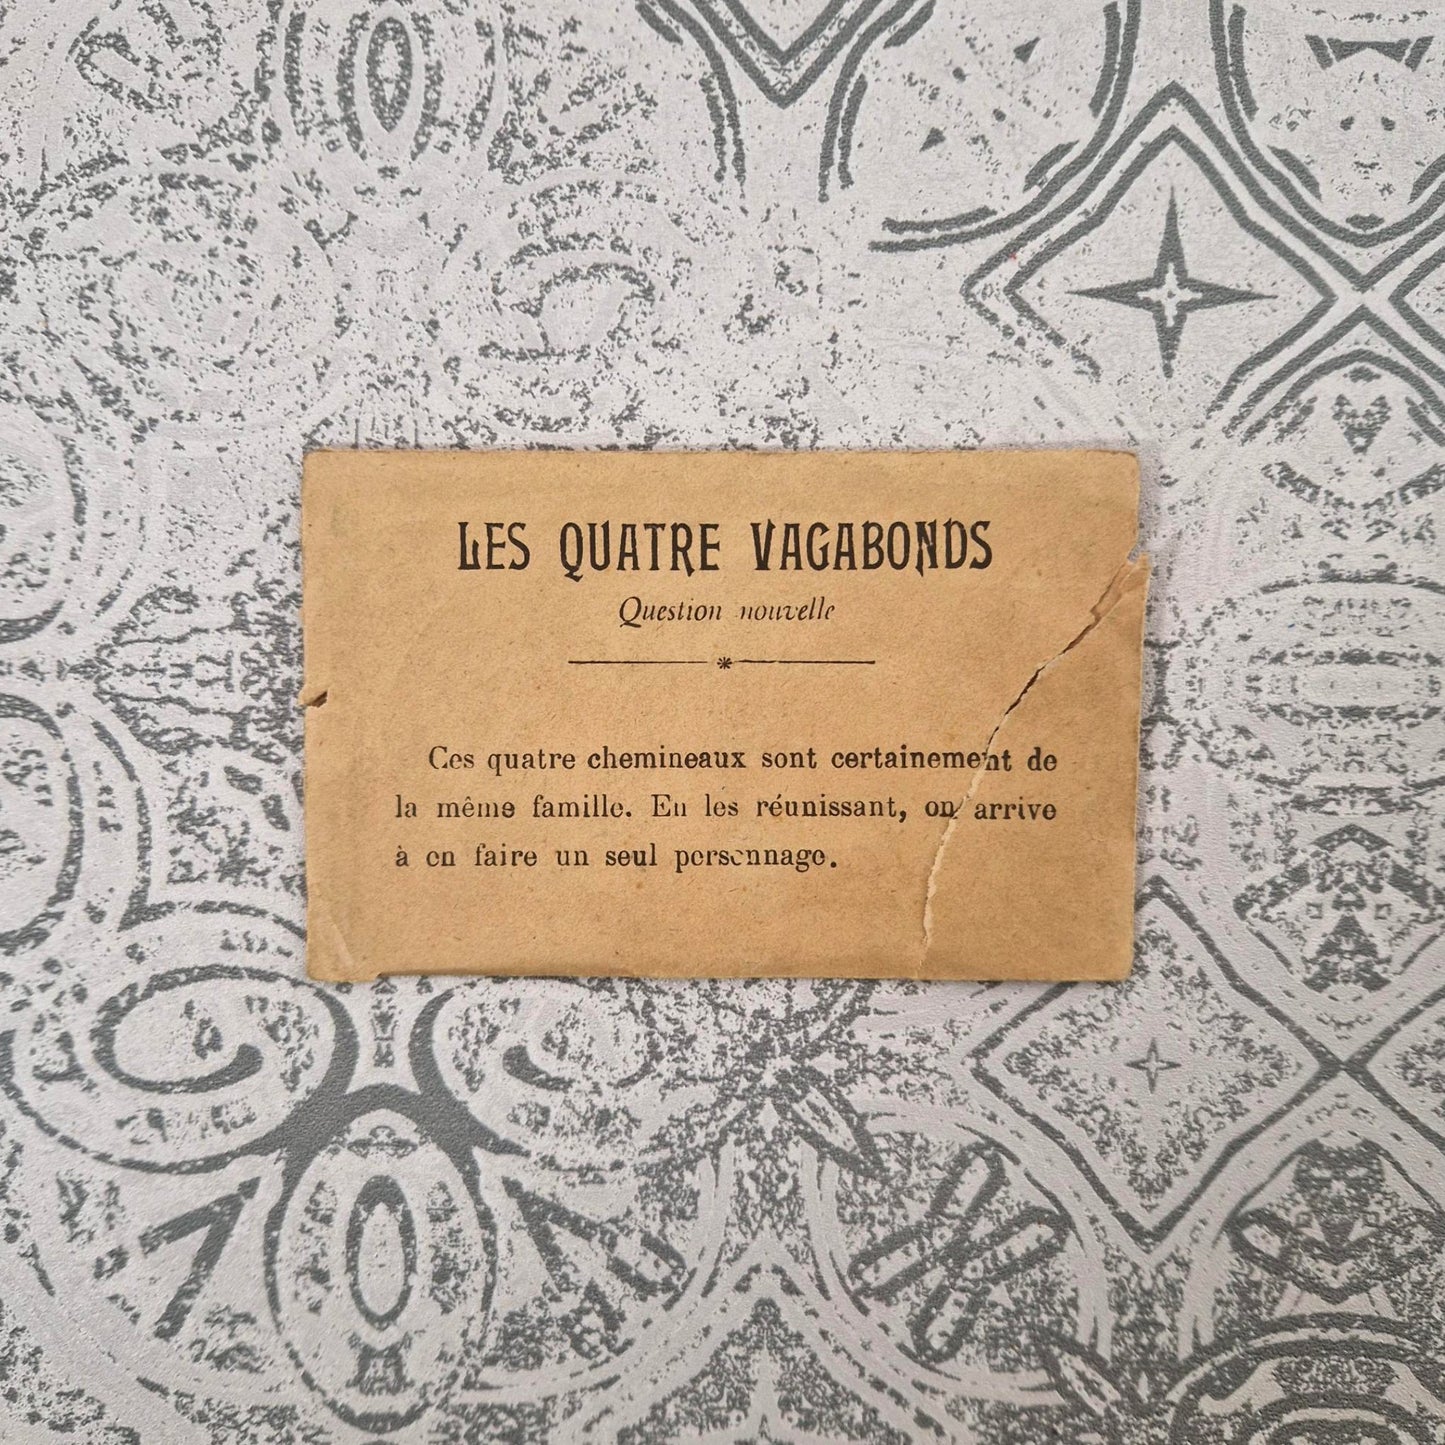 LES QUATRE VAGABONDS
Question nouvelle
Ces quatre chemineaux sont certainement de
la même famille. En les réunissant, on arrive
à en faire un seul personnage.